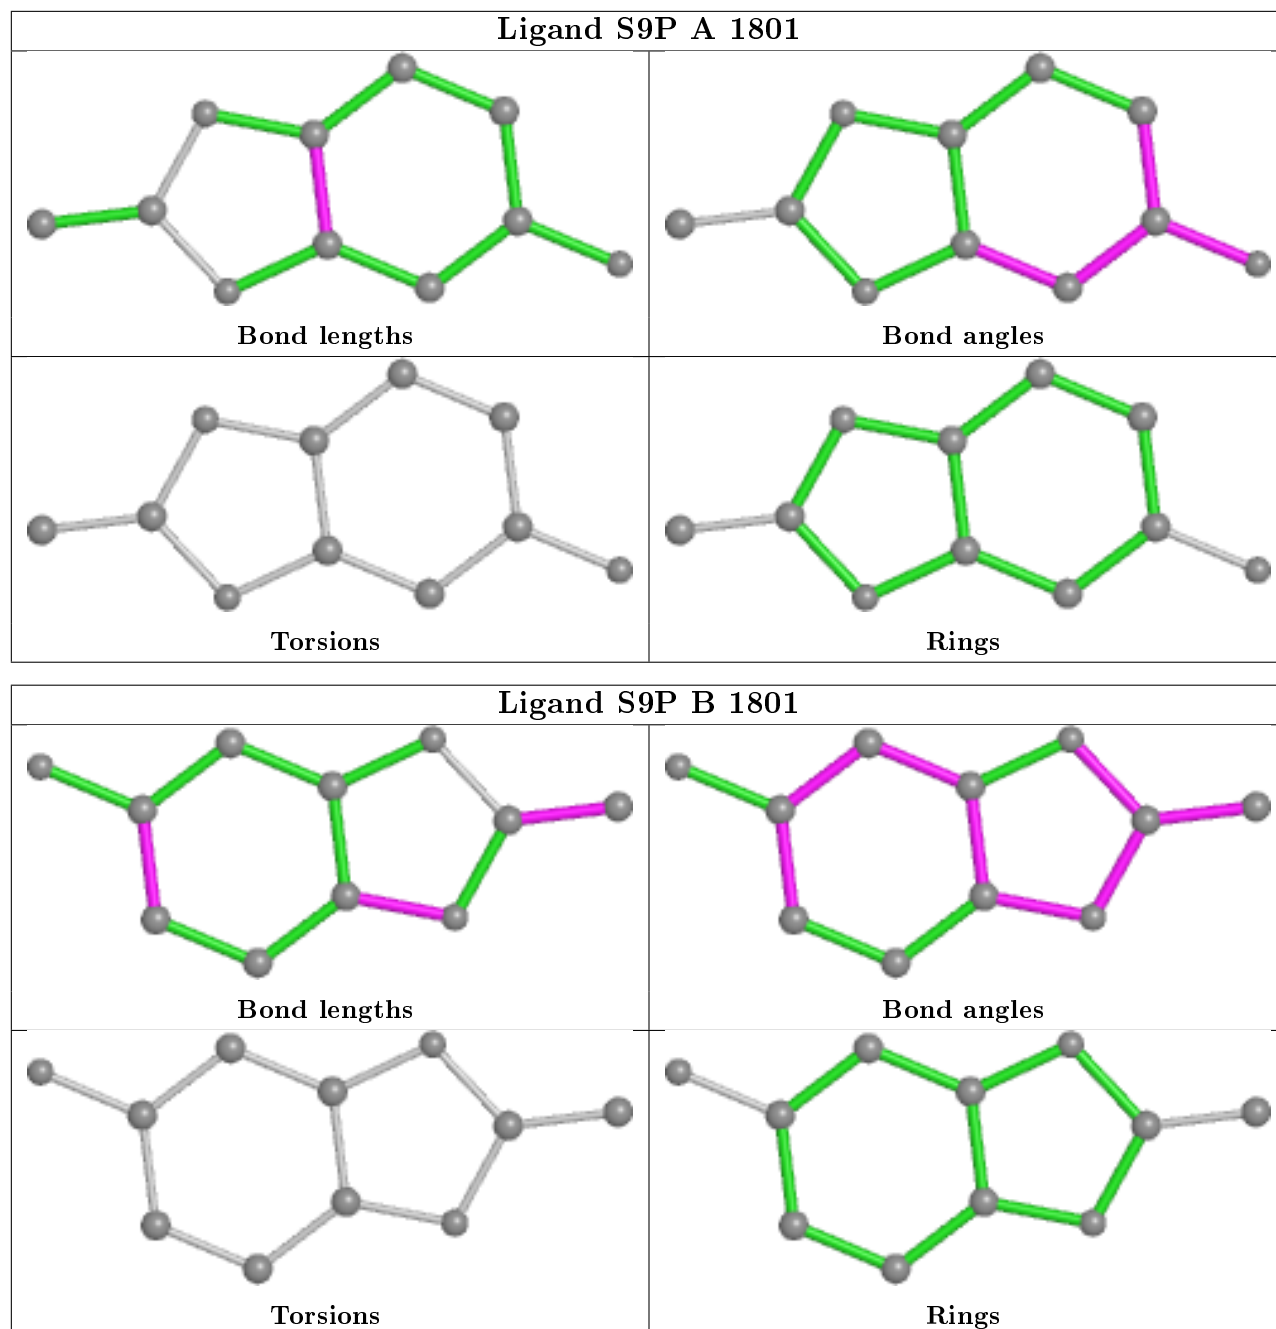 Ligand S9P A 1801
Bond lengths
Bond angles
Torsions
Rings
Ligand S9P B 1801
Bond lengths
Bond angles
Torsions
Rings